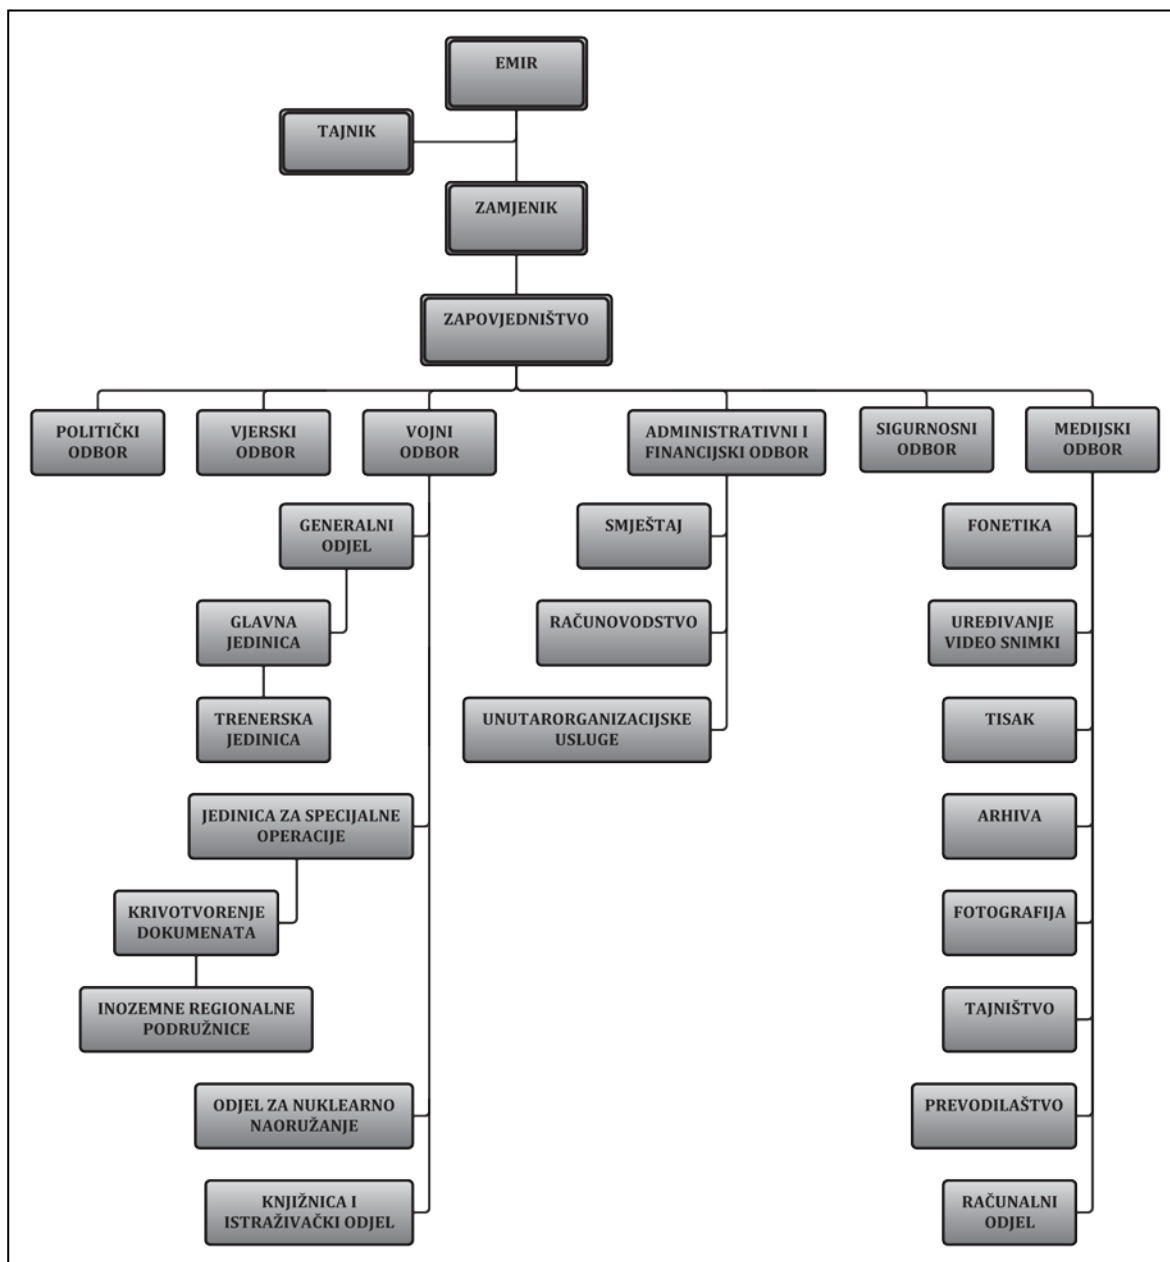 EMIR
TAJNIK
ZAMJENIK
ZAPOVJEDNIŠTVO
POLITIČKI
ODBOR
VJERSKI
ODBOR
VOJNI
ODBOR
ADMINISTRATIVNI I
FINANCIJSKI ODBOR
SIGURNOSNI
ODBOR
MEDIJSKI
ODBOR
GENERALNI
ODJEL
GLAVNA
JEDINICA
TRENERSKA
JEDINICA
JEDINICA ZA SPECIJALNE
OPERACIJE
KRIVOTVORENJE
DOKUMENATA
INOZEMNE REGIONALNE
PODRUŽNICE
ODJEL ZA NUKLEARNO
NAORUŽANJE
KNJIŽNICA I
ISTRAŽIVAČKI ODJEL
SMJEŠTAJ
RAČUNOVODSTVO
UNUTARORGANIZACIJSKE
USLUGE
FONETIKA
UREĐIVANJE
VIDEO SNIMKI
TISAK
ARHIVA
FOTOGRAFIJA
TAJNIŠTVO
PREVODILAŠTVO
RAČUNALNI
ODJEL